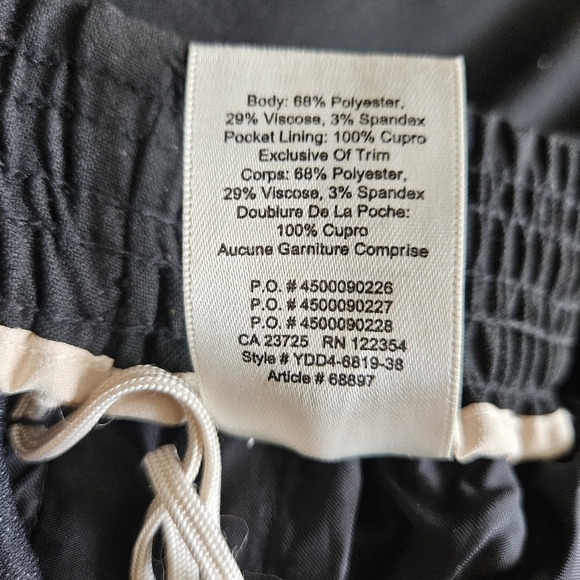 Body: 68% Polyester,
29% Viscose, 3% Spandex
Pocket Lining: 100% Cupro
Exclusive Of Trim
Corps: 68% Polyester,
29% Viscose, 3% Spandex
Doublure De La Poche:
100% Cupro
Aucune Garniture Comprise
P.O. # 4500090226
P.O. # 4500090227
P.O. # 4500090228
CA 23725 RN 122354
Style # YDD4-6819-38
Article # 68897